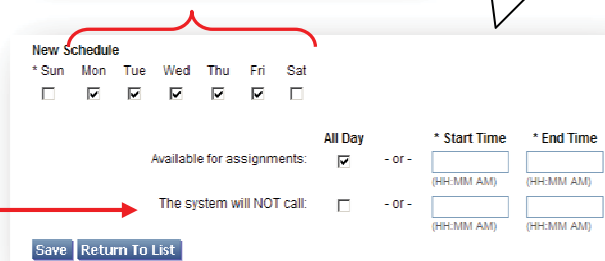 New Schedule
* Sun Mon Tue Wed Thu Fri Sat
All Day * Start Time * End Time
Available for assignments: - or -
(HH:MM AM) (HH:MM AM)
The system will NOT call: - or -
(HH:MM AM) (HH:MM AM)
Save Return To List